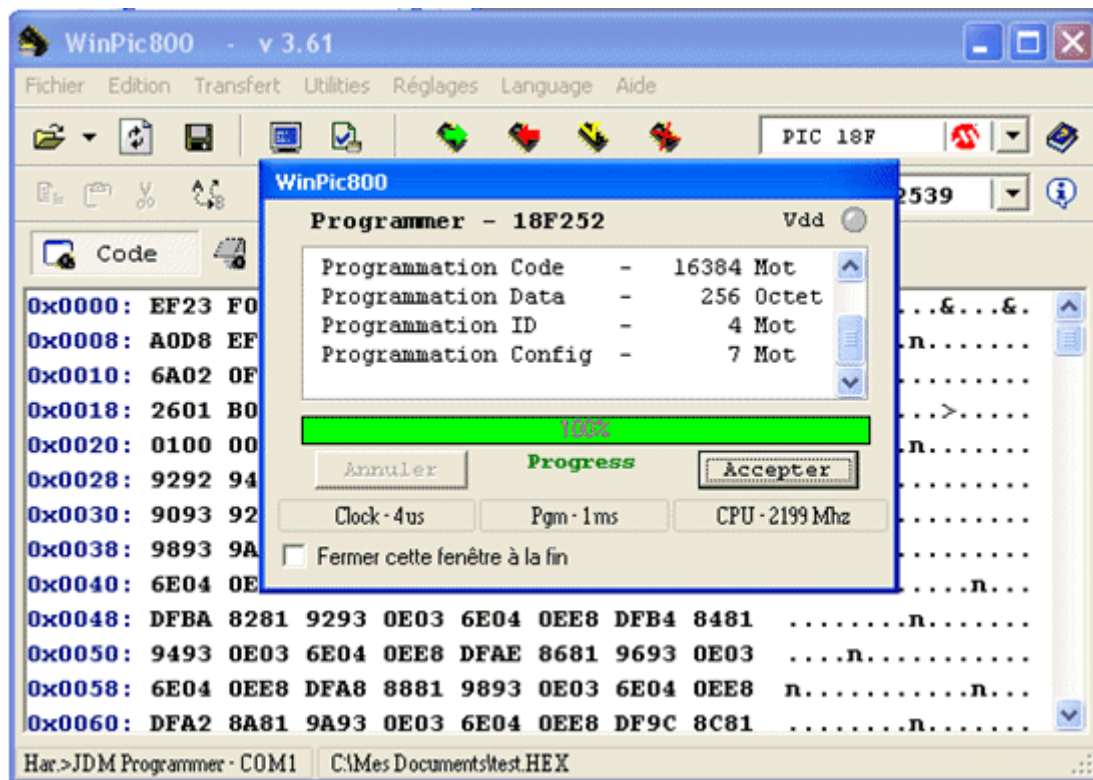 WinPic800 - v 3.61
Fichier Edition Transfert Utilities Réglages Language Aide
PIC 18F
2539
Code
WinPic800
Programmer - 18F252
Vdd
Programmation Code - 16384 Mot
Programmation Data - 256 Octet
Programmation ID - 4 Mot
Programmation Config - 7 Mot
100%
Annuler Progress Accepter
Clock - 4us Pgm - 1ms CPU - 2199 Mhz
Fermer cette fenêtre à la fin
0x0000: EF23 F0 ...&...&.
0x0008: A0D8 EF .n.......
0x0010: 6A02 0F .........
0x0018: 2601 B0 ...>.....
0x0020: 0100 00 .n.......
0x0028: 9292 94 .........
0x0030: 9093 92 .........
0x0038: 9893 9A .........
0x0040: 6E04 0E .....n...
0x0048: DFBA 8281 9293 0E03 6E04 0EE8 DFB4 8481 ........n.......
0x0050: 9493 0E03 6E04 0EE8 DFAE 8681 9693 0E03 ....n...........
0x0058: 6E04 0EE8 DFA8 8881 9893 0E03 6E04 0EE8 n...........n...
0x0060: DFA2 8A81 9A93 0E03 6E04 0EE8 DF9C 8C81 ........n.......
Har.>JDM Programmer - COM1 C:\Mes Documents\test.HEX